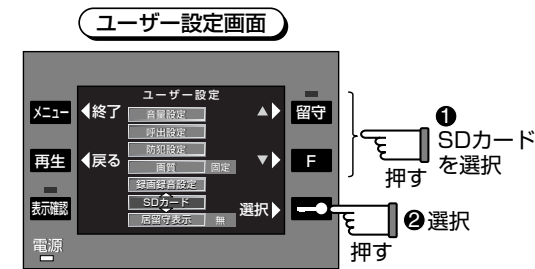 ユーザー設定画面
ユーザー設定
メニュー ◀終了 音量設定 ▲▶ 留守
呼出設定
防犯設定
再生 ◀戻る 画質 固定 ▼▶ F
録画録音設定
表示確認 SDカード 選択▶
居留守表示 無
電源
❶
SDカード
を選択
押す
❷選択
押す